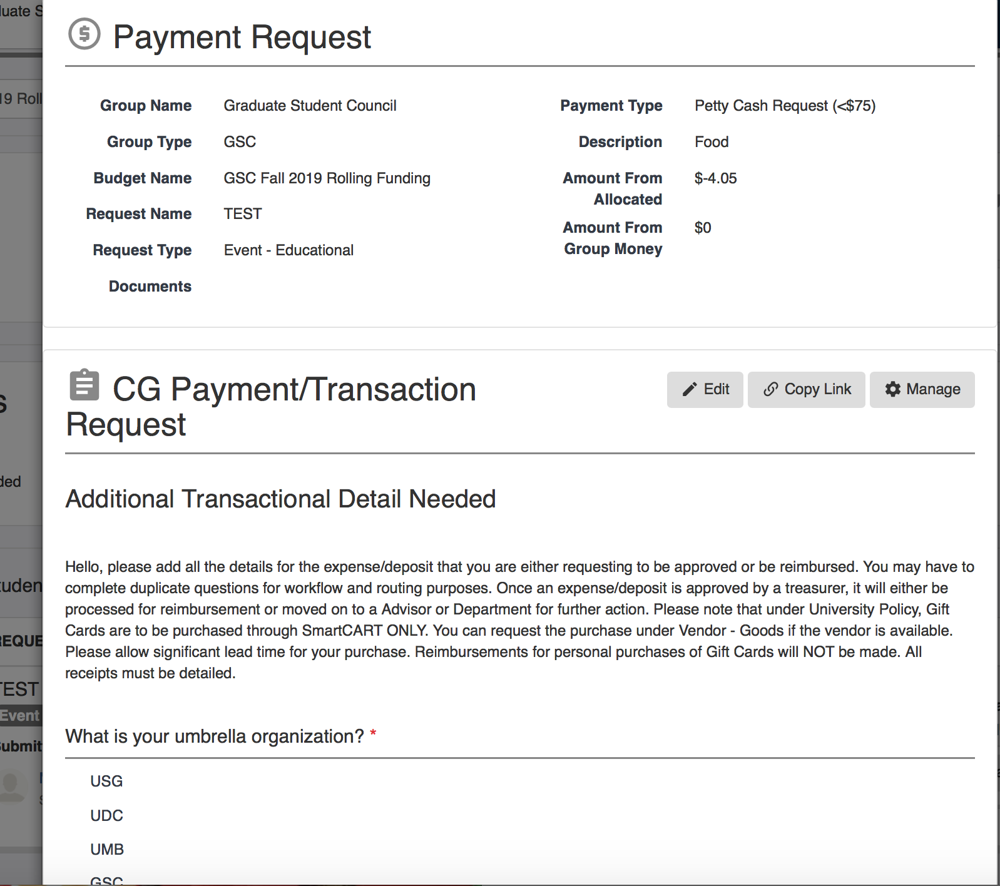 Payment Request
Group Name Graduate Student Council
Group Type GSC
Budget Name GSC Fall 2019 Rolling Funding
Request Name TEST
Request Type Event - Educational
Documents
Payment Type Petty Cash Request (<$75)
Description Food
Amount From Allocated $-4.05
Amount From Group Money $0
CG Payment/Transaction
Request
Edit
Copy Link
Manage
Additional Transactional Detail Needed
Hello, please add all the details for the expense/deposit that you are either requesting to be approved or be reimbursed. You may have to
complete duplicate questions for workflow and routing purposes. Once an expense/deposit is approved by a treasurer, it will either be
processed for reimbursement or moved on to a Advisor or Department for further action. Please note that under University Policy, Gift
Cards are to be purchased through SmartCART ONLY. You can request the purchase under Vendor - Goods if the vendor is available.
Please allow significant lead time for your purchase. Reimbursements for personal purchases of Gift Cards will NOT be made. All
receipts must be detailed.
What is your umbrella organization? *
USG
UDC
UMB
GSC
TEST
Event